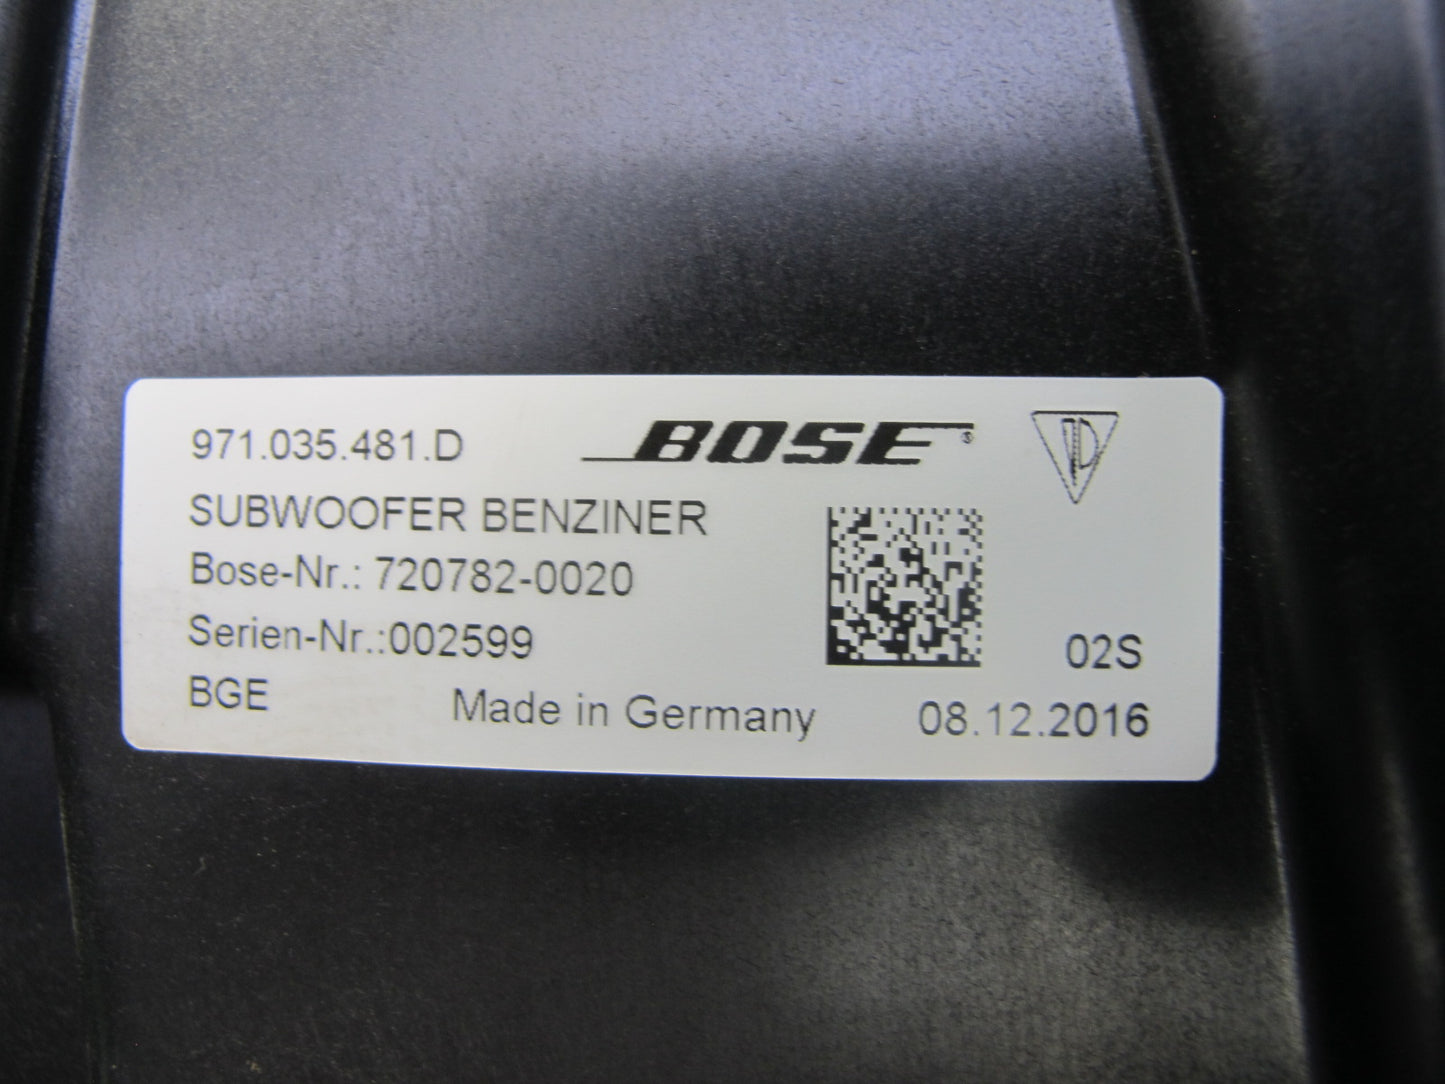 971.035.481.D
BOSE®
SUBWOOFER BENZINER
Bose-Nr.: 720782-0020
Serien-Nr.:002599
02S
BGE
Made in Germany
08.12.2016